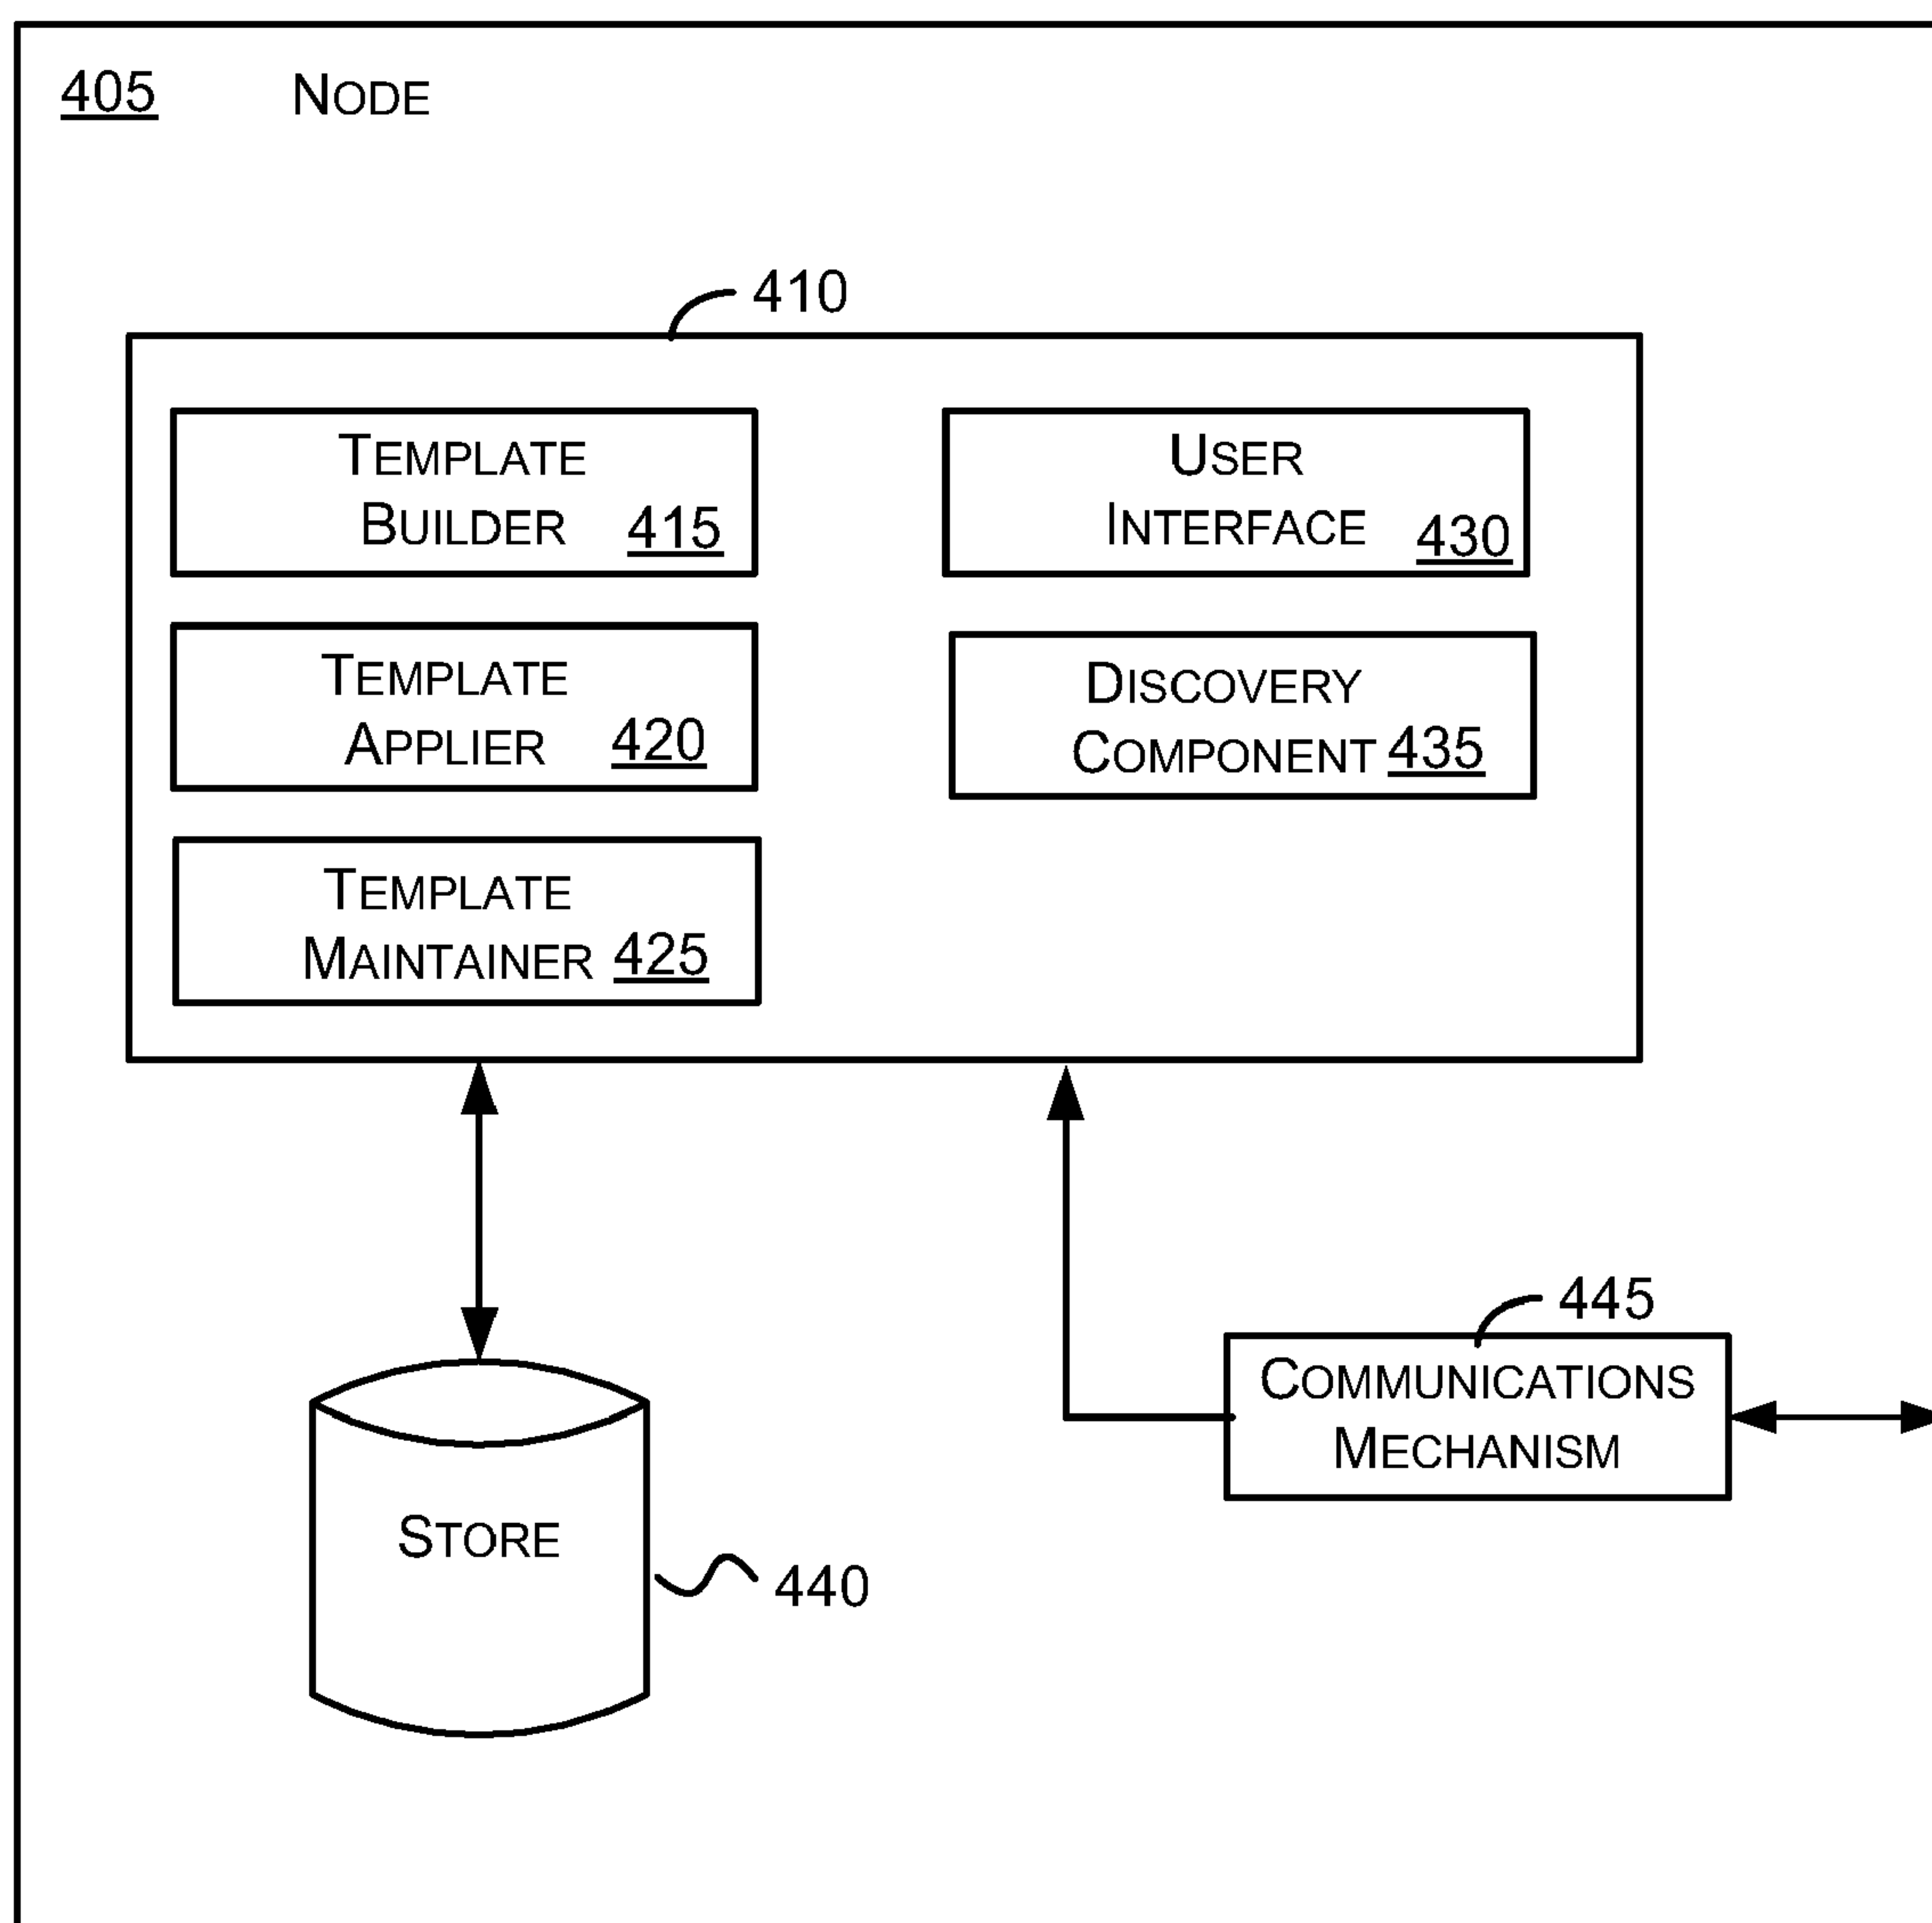 405 NODE
410
TEMPLATE
BUILDER 415
USER
INTERFACE 430
TEMPLATE
APPLIER 420
DISCOVERY
COMPONENT 435
TEMPLATE
MAINTAINER 425
445
COMMUNICATIONS
MECHANISM
STORE
440